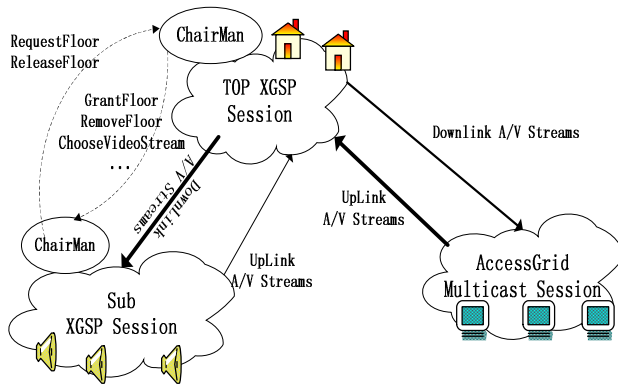 RequestFloor
ReleaseFloor
ChairMan
GrantFloor
RemoveFloor
ChooseVideoStream
...
TOP XGSP
Session
Downlink A/V Streams
DownLink
A/V Streams
UpLink
A/V Streams
ChairMan
UpLink
A/V Streams
Sub
XGSP Session
AccessGrid
Multicast Session